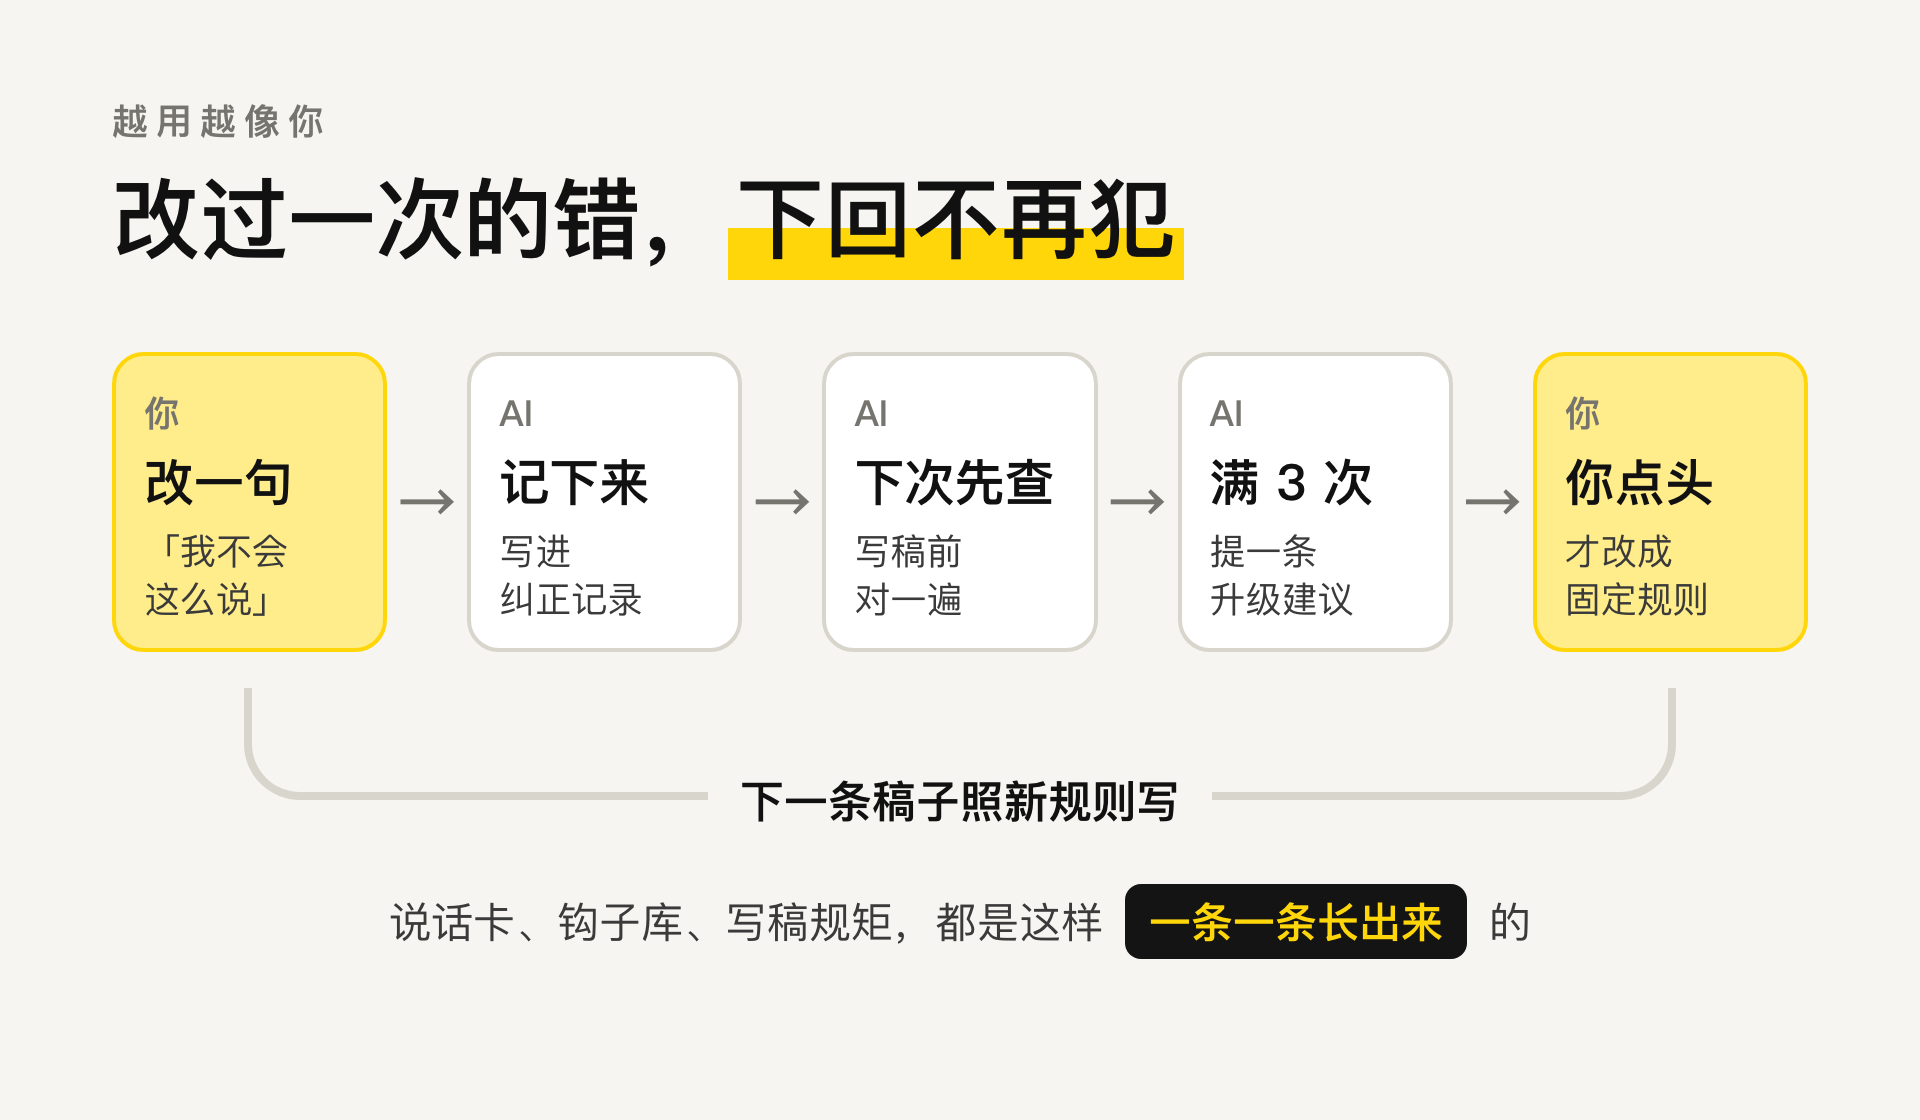 越用越像你
改过一次的错，下回不再犯
你
改一句
「我不会
这么说」
→
AI
记下来
写进
纠正记录
→
AI
下次先查
写稿前
对一遍
→
AI
满 3 次
提一条
升级建议
→
你
你点头
才改成
固定规则
下一条稿子照新规则写
说话卡、钩子库、写稿规矩，都是这样 一条一条长出来 的